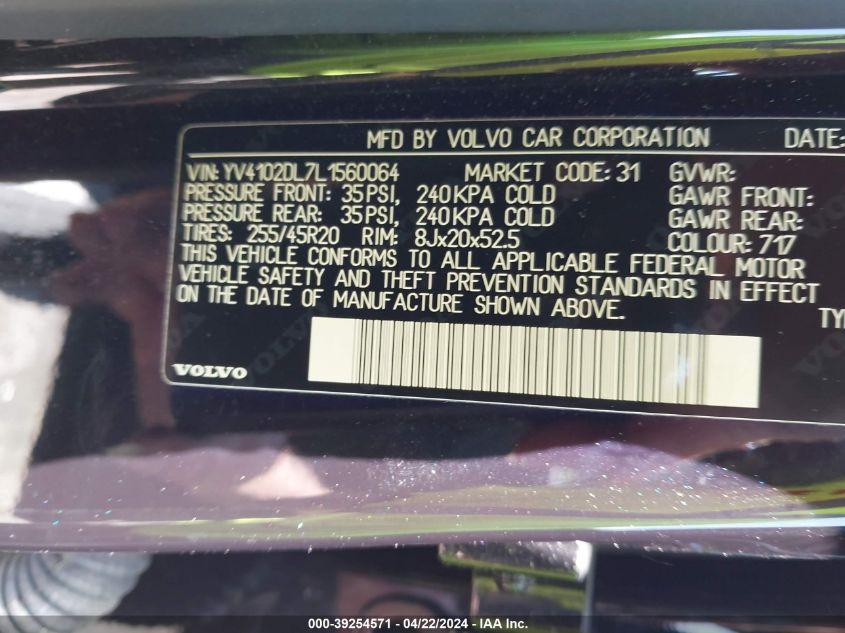 MFD BY VOLVO CAR CORPORATION DATE:
VIN: YV4102DL7L1560064 MARKET CODE: 31 GVWR:
PRESSURE FRONT: 35PSI, 240KPA COLD GAWR FRONT:
PRESSURE REAR: 35PSI, 240KPA COLD GAWR REAR:
TIRES: 255/45R20 RIM: 8Jx20x52.5 COLOUR: 717
THIS VEHICLE CONFORMS TO ALL APPLICABLE FEDERAL MOTOR
VEHICLE SAFETY AND THEFT PREVENTION STANDARDS IN EFFECT
ON THE DATE OF MANUFACTURE SHOWN ABOVE.
TY
VOLVO
000-39254571 - 04/22/2024 - IAA Inc.